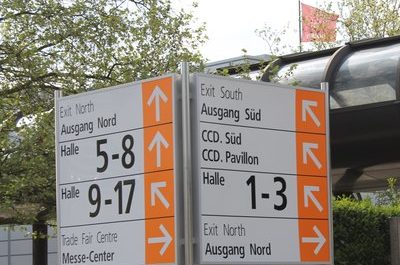 Exit North
Ausgang Nord
Halle
5-8
Halle
9-17
Trade Fair Centre
Messe-Center
Exit South
Ausgang Süd
CCD. Süd
CCD. Pavillon
Halle
1-3
Exit North
Ausgang Nord